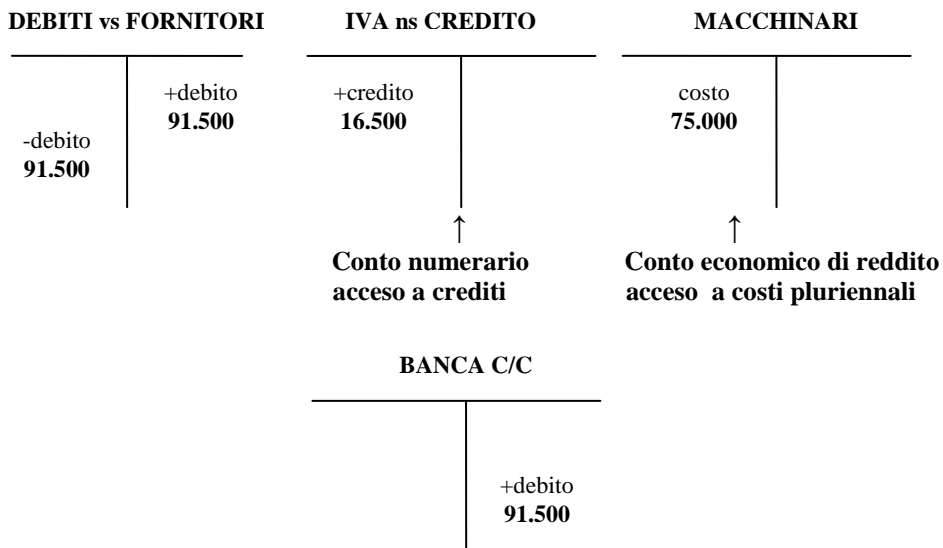 DEBITI vs FORNITORI IVA ns CREDITO MACCHINARI
+debito +credito costo
91.500 16.500 75.000
-debito
91.500
↑ ↑
Conto numerario Conto economico di reddito
acceso a crediti acceso a costi pluriennali
BANCA C/C
+debito
91.500